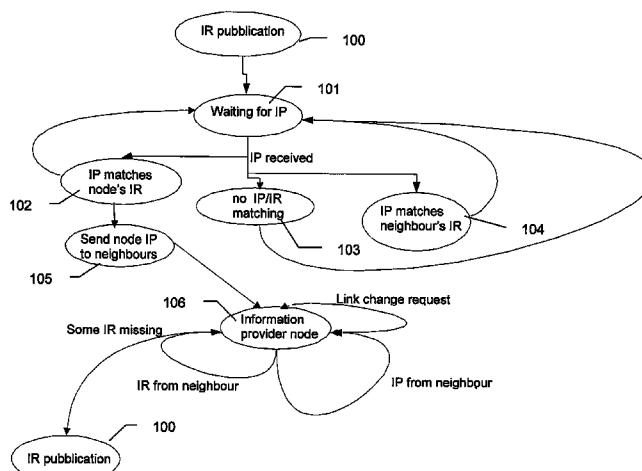 IR pubblication
100
101
Waiting for IP
IP received
IP matches
node's IR
102
no IP/IR
matching
103
IP matches
neighbour's IR
104
Send node IP
to neighbours
105
106
Information
provider node
Link change request
Some IR missing
IR from neighbour
IP from neighbour
100
IR pubblication